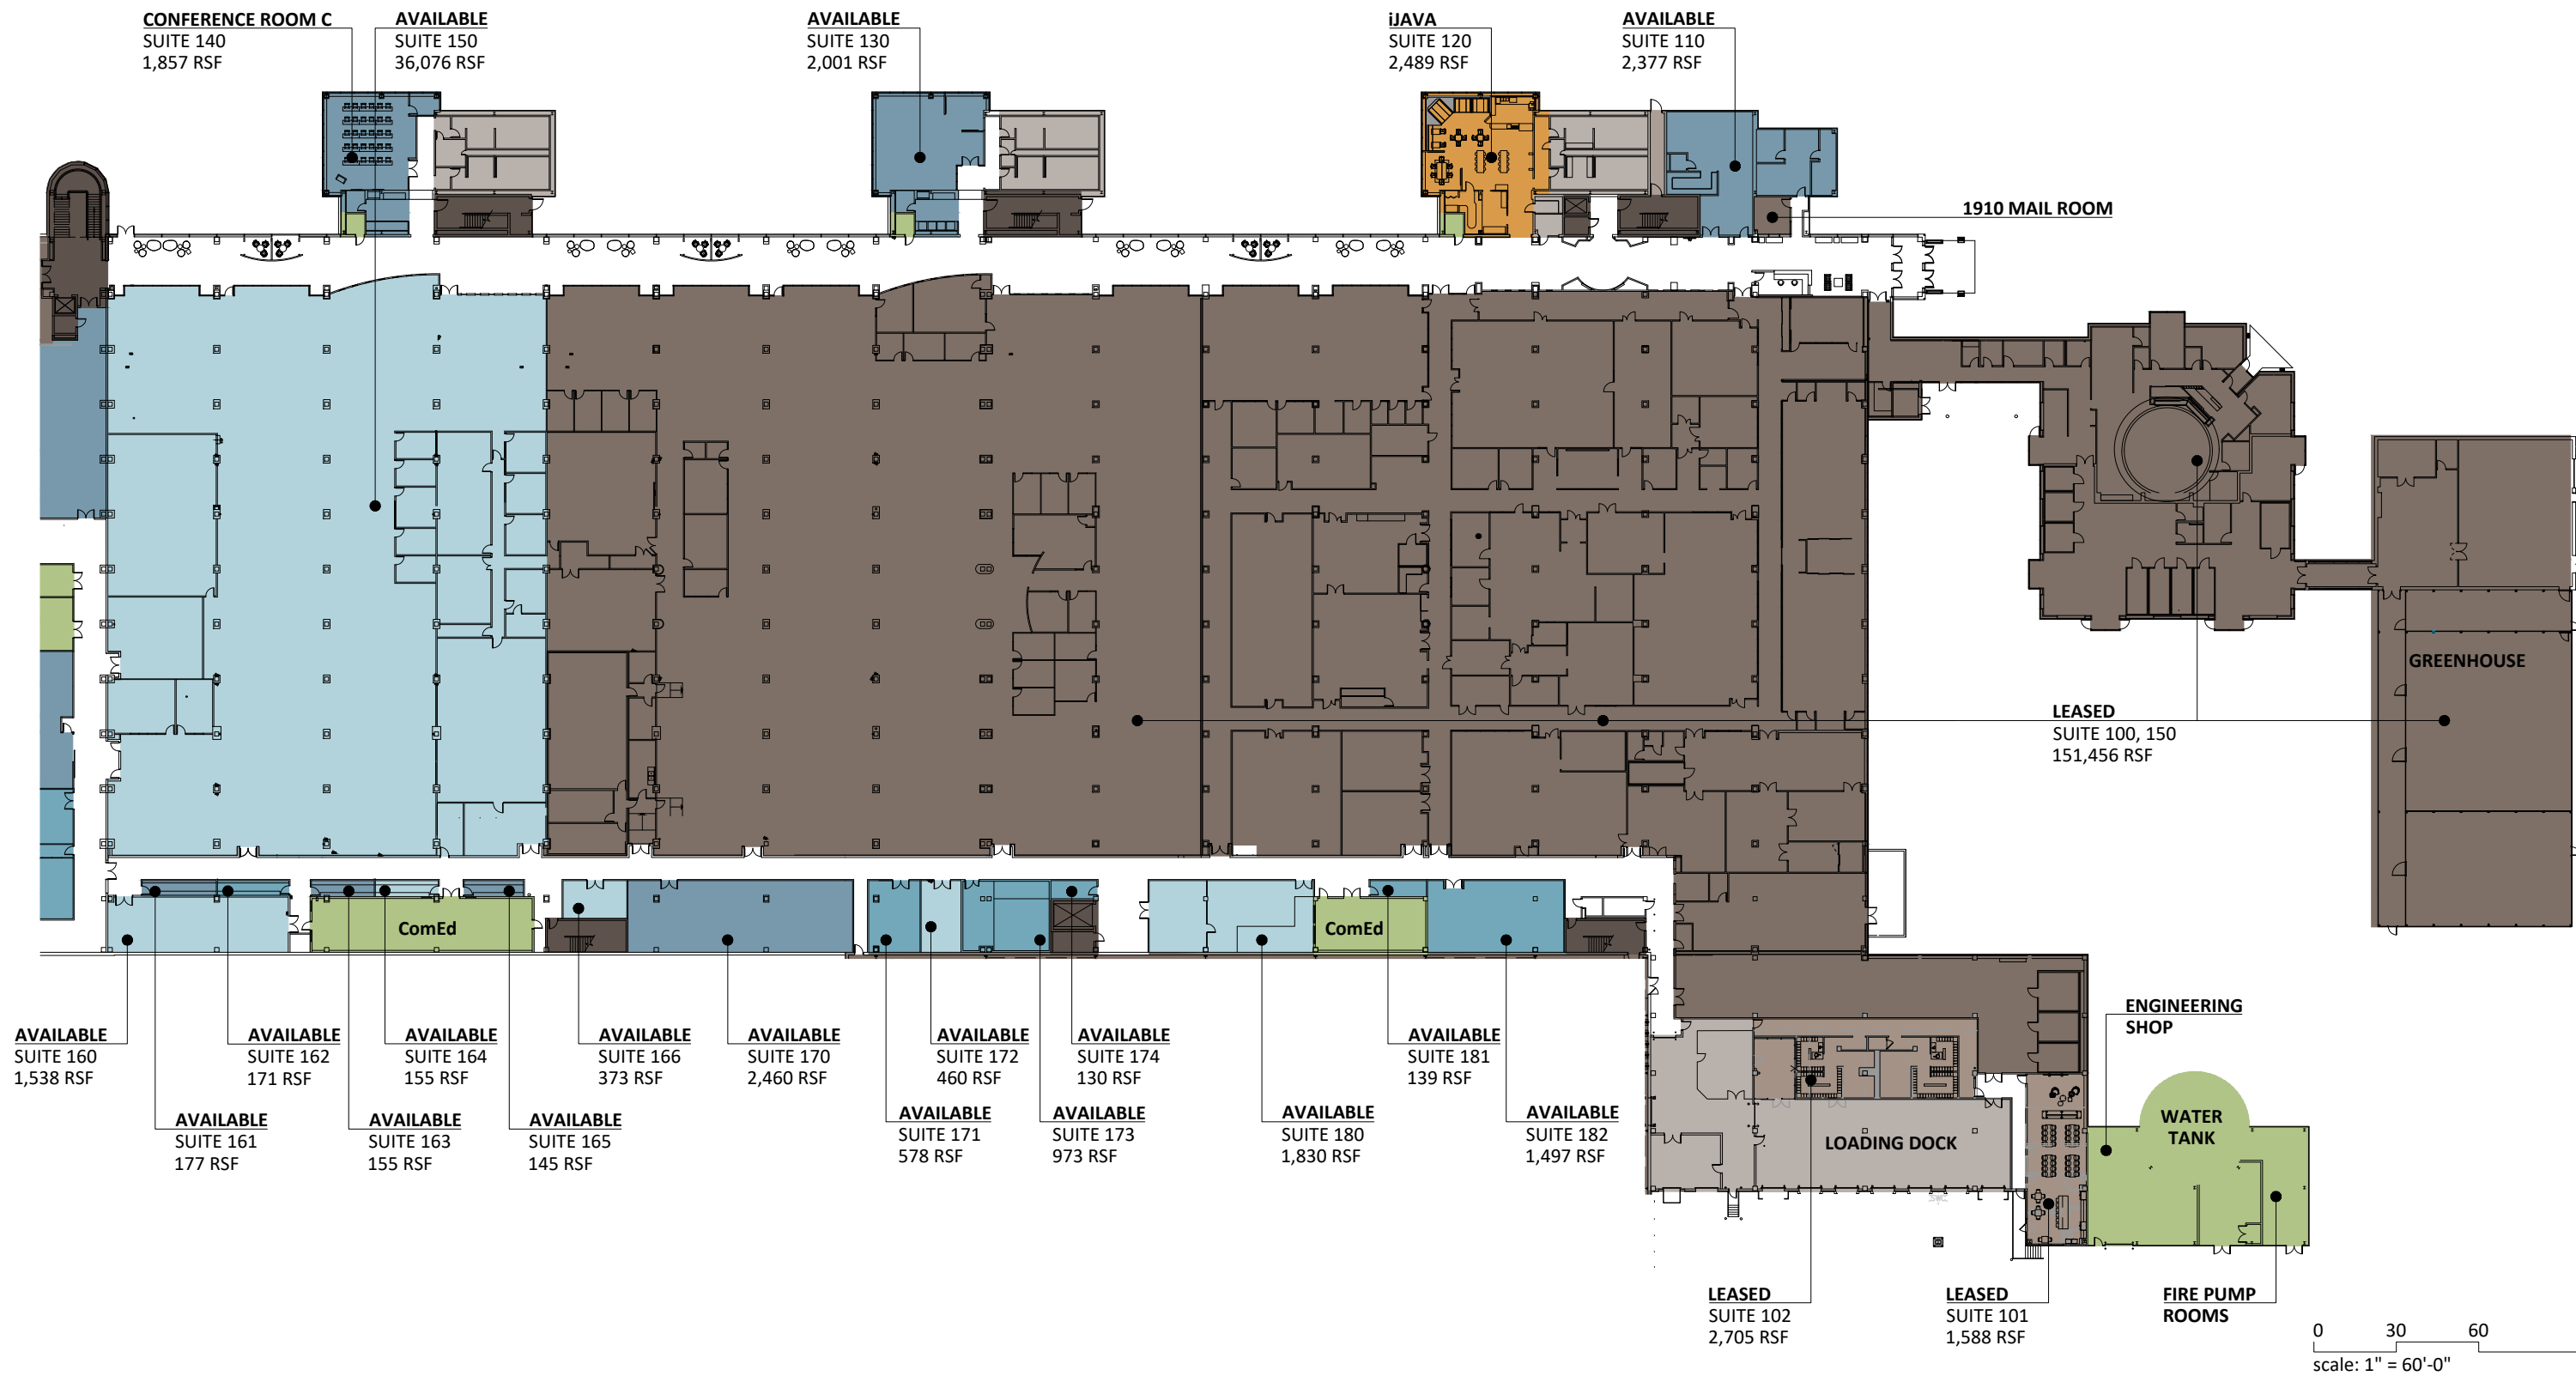 CONFERENCE ROOM C
SUITE 140
1,857 RSF
AVAILABLE
SUITE 150
36,076 RSF
AVAILABLE
SUITE 130
2,001 RSF
iJAVA
SUITE 120
2,489 RSF
AVAILABLE
SUITE 110
2,377 RSF
1910 MAIL ROOM
GREENHOUSE
LEASED
SUITE 100, 150
151,456 RSF
ComEd
ComEd
AVAILABLE
SUITE 160
1,538 RSF
AVAILABLE
SUITE 162
171 RSF
AVAILABLE
SUITE 164
155 RSF
AVAILABLE
SUITE 166
373 RSF
AVAILABLE
SUITE 170
2,460 RSF
AVAILABLE
SUITE 172
460 RSF
AVAILABLE
SUITE 174
130 RSF
AVAILABLE
SUITE 181
139 RSF
ENGINEERING
SHOP
AVAILABLE
SUITE 161
177 RSF
AVAILABLE
SUITE 163
155 RSF
AVAILABLE
SUITE 165
145 RSF
AVAILABLE
SUITE 171
578 RSF
AVAILABLE
SUITE 173
973 RSF
AVAILABLE
SUITE 180
1,830 RSF
AVAILABLE
SUITE 182
1,497 RSF
LOADING DOCK
WATER
TANK
LEASED
SUITE 102
2,705 RSF
LEASED
SUITE 101
1,588 RSF
FIRE PUMP
ROOMS
0 30 60
scale: 1" = 60'-0"